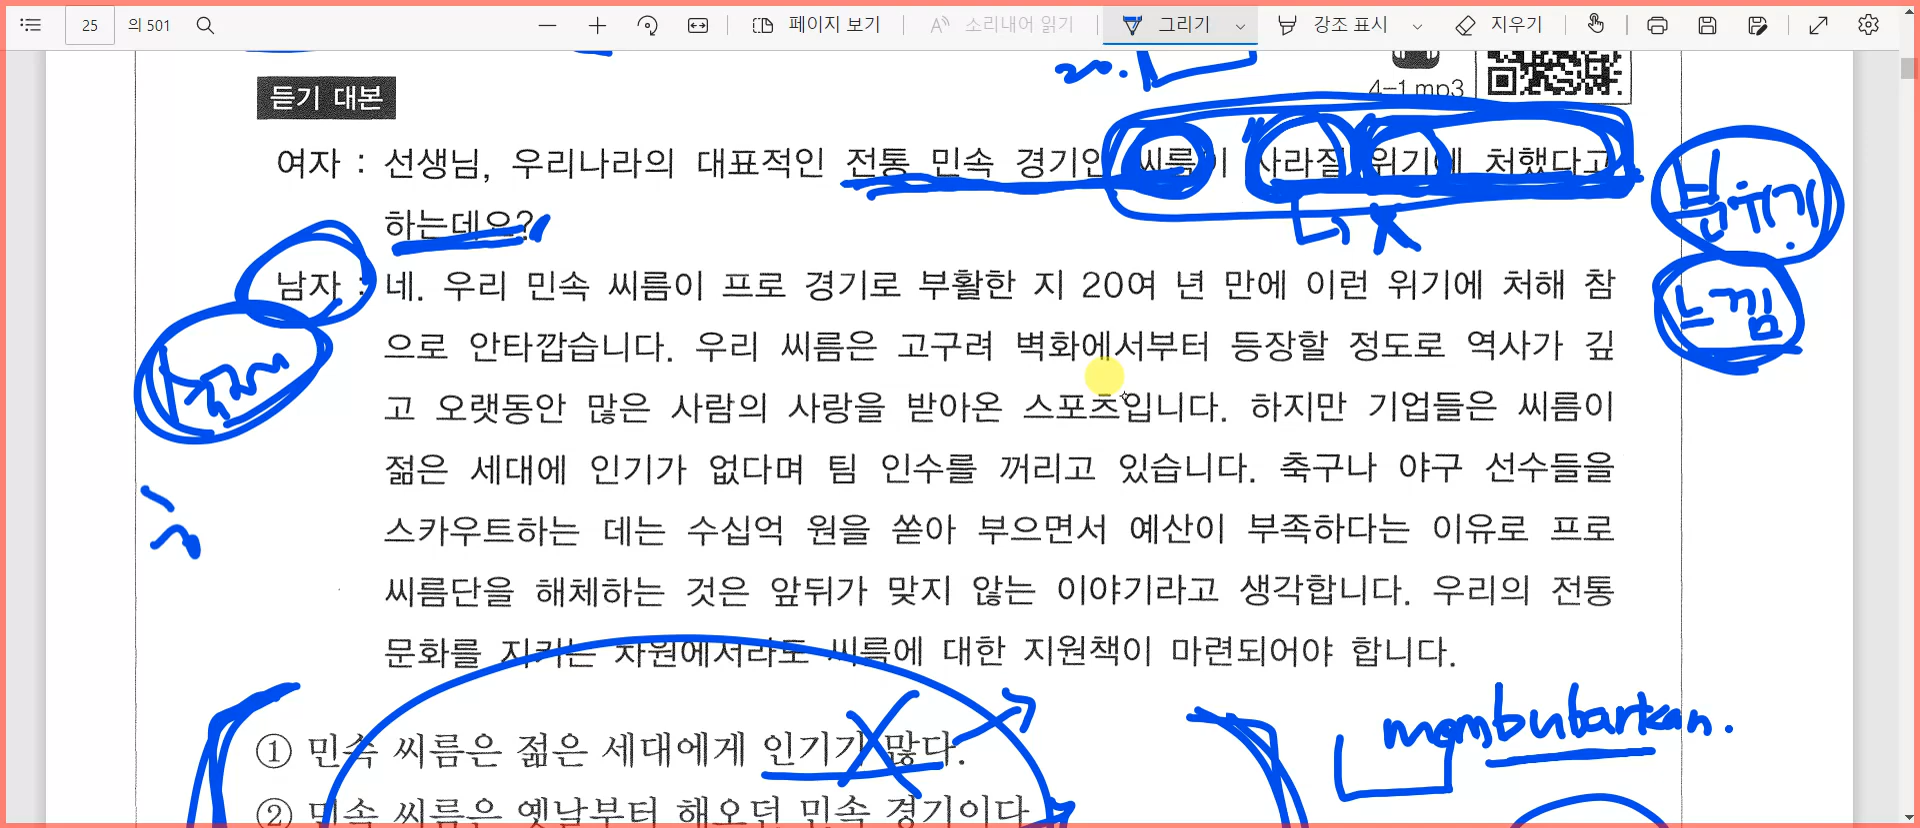 25 의 501 페이지 보기 소리내어 읽기 그리기 강조 표시 지우기
20.
듣기 대본 4-1.mp3
여자 : 선생님, 우리나라의 대표적인 전통 민속 경기인 씨름이 사라질 위기에 처했다고
하는데요?
분위기
남자 : 네. 우리 민속 씨름이 프로 경기로 부활한 지 20여 년 만에 이런 위기에 처해 참
느낌
으로 안타깝습니다. 우리 씨름은 고구려 벽화에서부터 등장할 정도로 역사가 깊
고 오랫동안 많은 사람의 사랑을 받아온 스포츠입니다. 하지만 기업들은 씨름이
젊은 세대에 인기가 없다며 팀 인수를 꺼리고 있습니다. 축구나 야구 선수들을
스카우트하는 데는 수십억 원을 쏟아 부으면서 예산이 부족하다는 이유로 프로
씨름단을 해체하는 것은 앞뒤가 맞지 않는 이야기라고 생각합니다. 우리의 전통
문화를 지키는 차원에서라도 씨름에 대한 지원책이 마련되어야 합니다.
membubarkan.
① 민속 씨름은 젊은 세대에게 인기가 많다.
② 민속 씨름은 옛날부터 해오던 민속 경기이다.